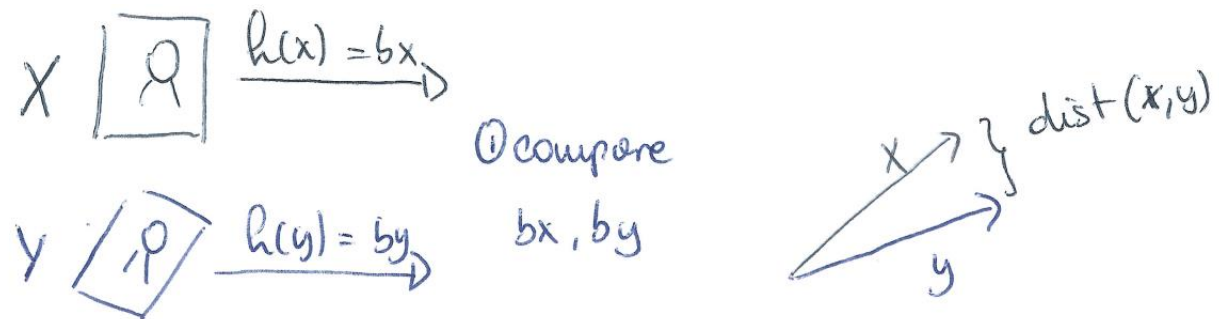 X h(x) = bx
① compare
bx, by
Y h(y) = by
x } dist(x,y)
y